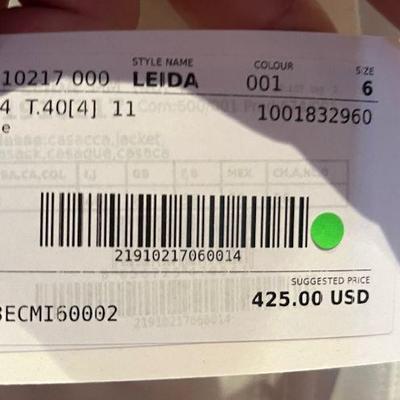 STYLE NAME COLOUR SIZE
10217 000 LEIDA 001 6
4 T.40[4] 11 1001832960
e
21910217060014
SUGGESTED PRICE
425.00 USD
BECMI60002
21910217060014